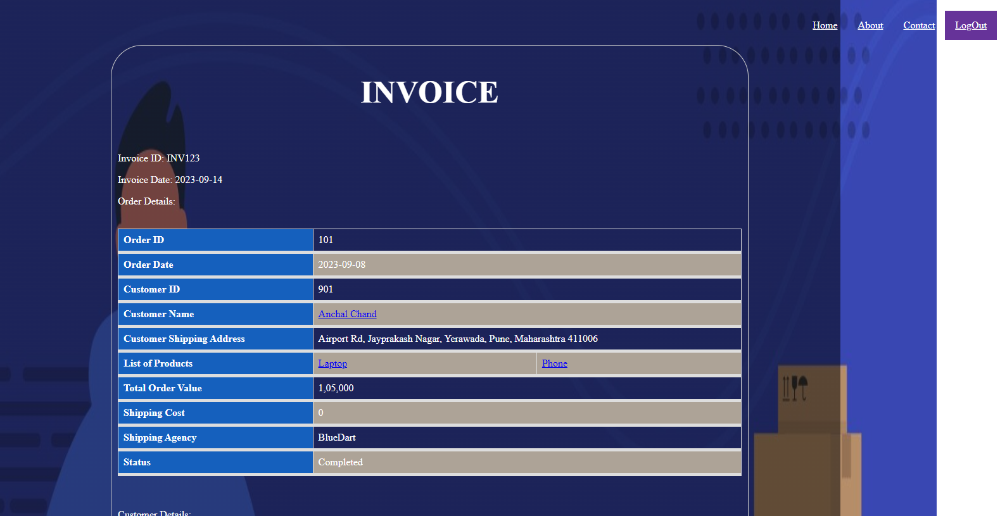 Home About Contact LogOut
INVOICE
Invoice ID: INV123
Invoice Date: 2023-09-14
Order Details:
Order ID 101
Order Date 2023-09-08
Customer ID 901
Customer Name Anchal Chand
Customer Shipping Address Airport Rd, Jayprakash Nagar, Yerawada, Pune, Maharashtra 411006
List of Products Laptop Phone
Total Order Value 1,05,000
Shipping Cost 0
Shipping Agency BlueDart
Status Completed
Customer Details: